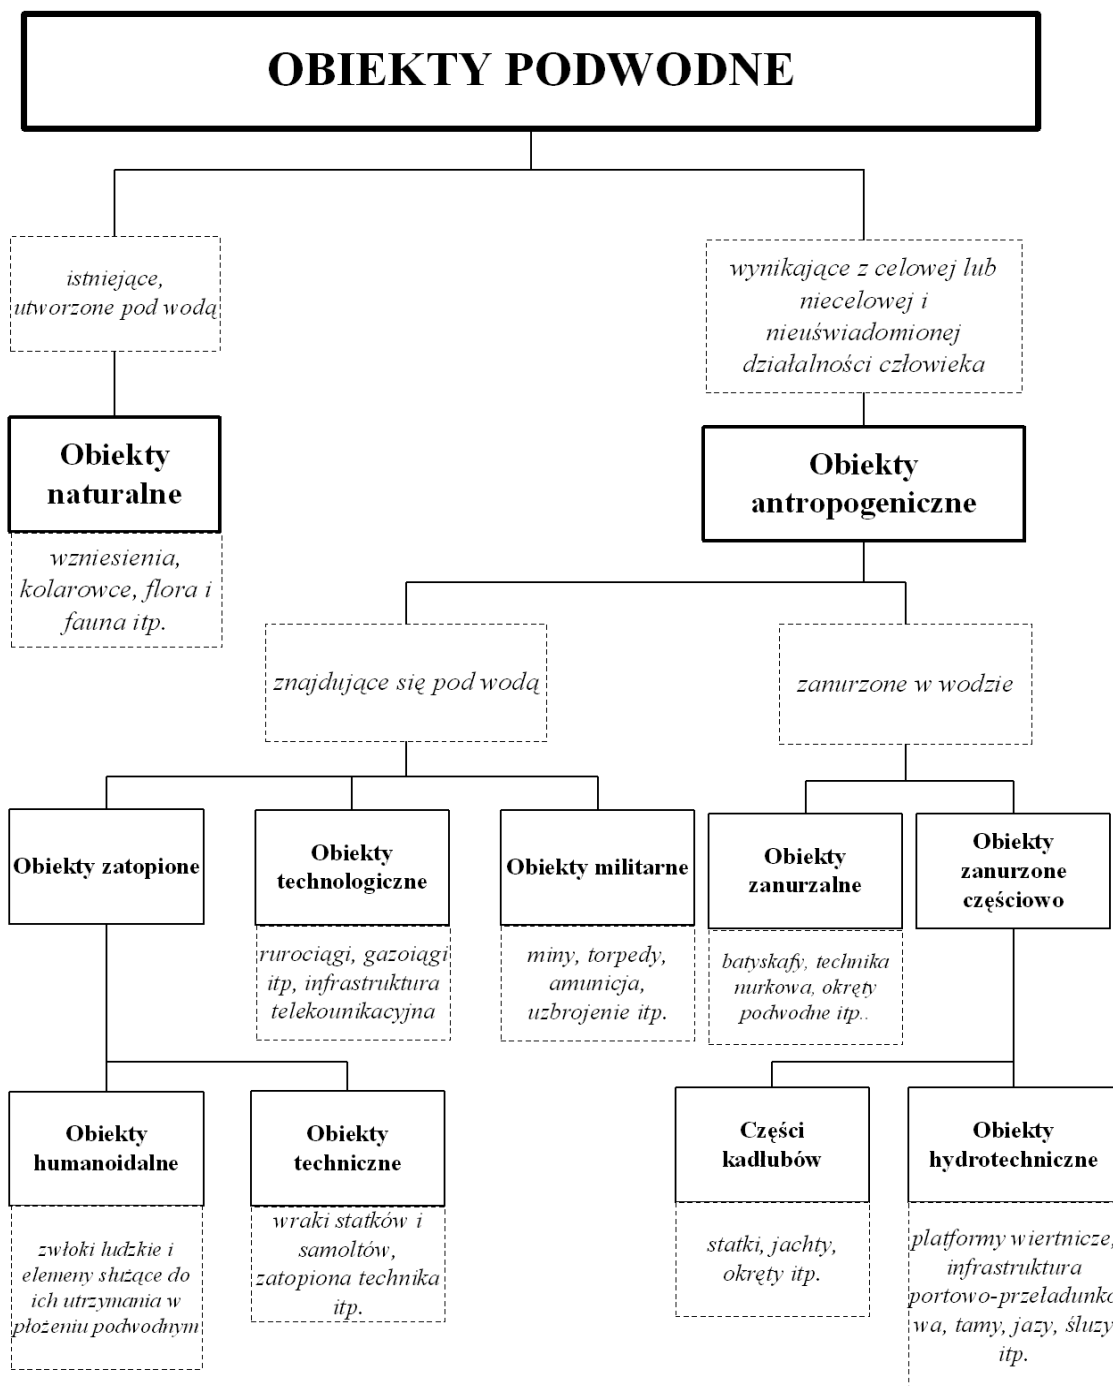 OBIEKTY PODWODNE
istniejące,
utworzone pod wodą
wynikające z celowej lub
niecelowej i
nieuświadomionej
działalności człowieka
Obiekty
naturalne
wzniesienia,
kolarowce, flora i
fauna itp.
Obiekty
antropogeniczne
znajdujące się pod wodą
zanurzone w wodzie
Obiekty zatopione
Obiekty
technologiczne
rurociągi, gazoiągi
itp, infrastruktura
telekounikacyjna
Obiekty militarne
miny, torpedy,
amunicja,
uzbrojenie itp.
Obiekty
zanurzalne
batyskafy, technika
nurkowa, okręty
podwodne itp..
Obiekty
zanurzone
częściowo
Obiekty
humanoidalne
zwłoki ludzkie i
elemeny służące do
ich utrzymania w
płożeniu podwodnym
Obiekty
techniczne
wraki statków i
samoltów,
zatopiona technika
itp.
Części
kadlubów
statki, jachty,
okręty itp.
Obiekty
hydrotechniczne
platformy wiertnicze,
infrastruktura
portowo-przeładunko
wa, tamy, jazy, śluzy
itp.